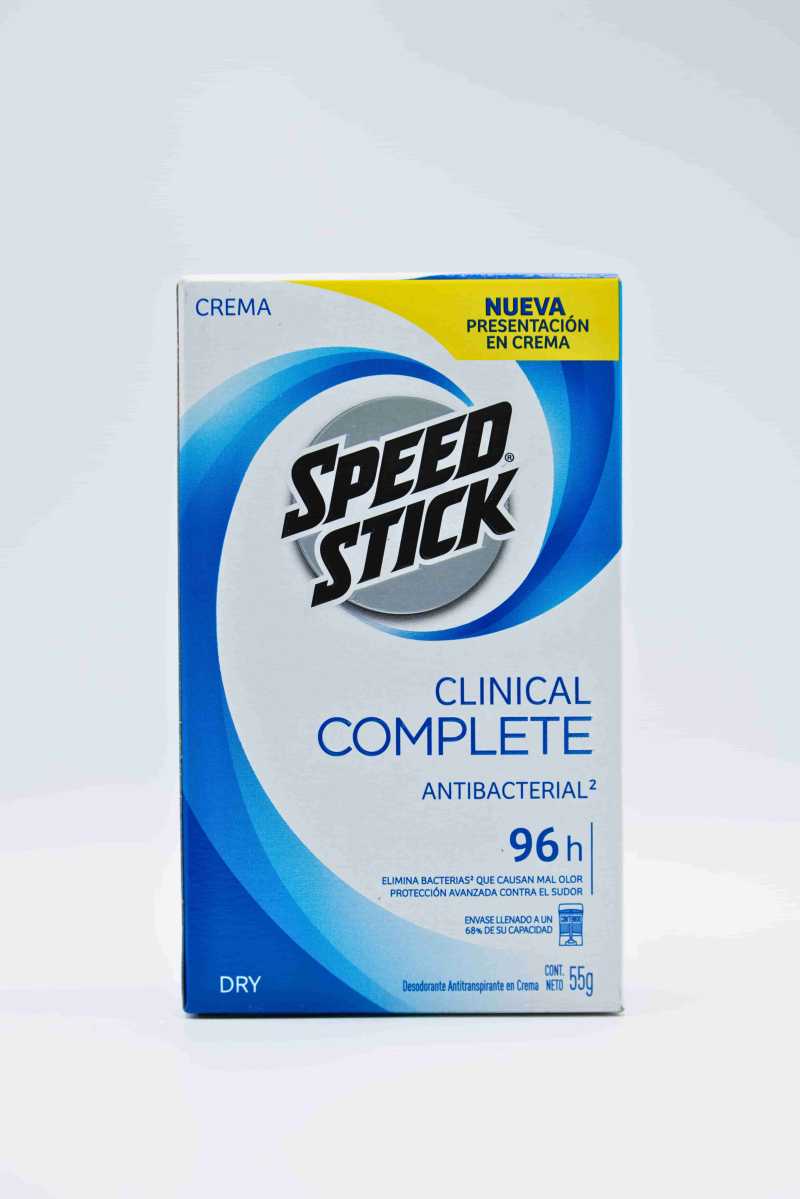 CREMA
NUEVA
PRESENTACIÓN
EN CREMA
SPEED®
STICK
CLINICAL
COMPLETE
ANTIBACTERIAL²
96 h
ELIMINA BACTERIAS² QUE CAUSAN MAL OLOR
PROTECCIÓN AVANZADA CONTRA EL SUDOR
ENVASE LLENADO A UN
68% DE SU CAPACIDAD
DRY
Desodorante Antitranspirante en Crema
CONT.
NETO 55g